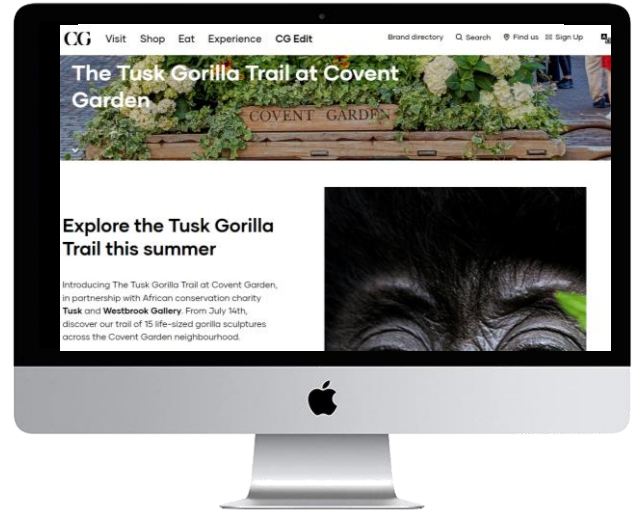 CG Visit Shop Eat Experience CG Edit Brand directory Search Find us Sign Up
The Tusk Gorilla Trail at Covent
Garden
COVENT GARDEN
Explore the Tusk Gorilla
Trail this summer
Introducing The Tusk Gorilla Trail at Covent Garden,
in partnership with African conservation charity
Tusk and Westbrook Gallery. From July 14th,
discover our trail of 15 life-sized gorilla sculptures
across the Covent Garden neighbourhood.